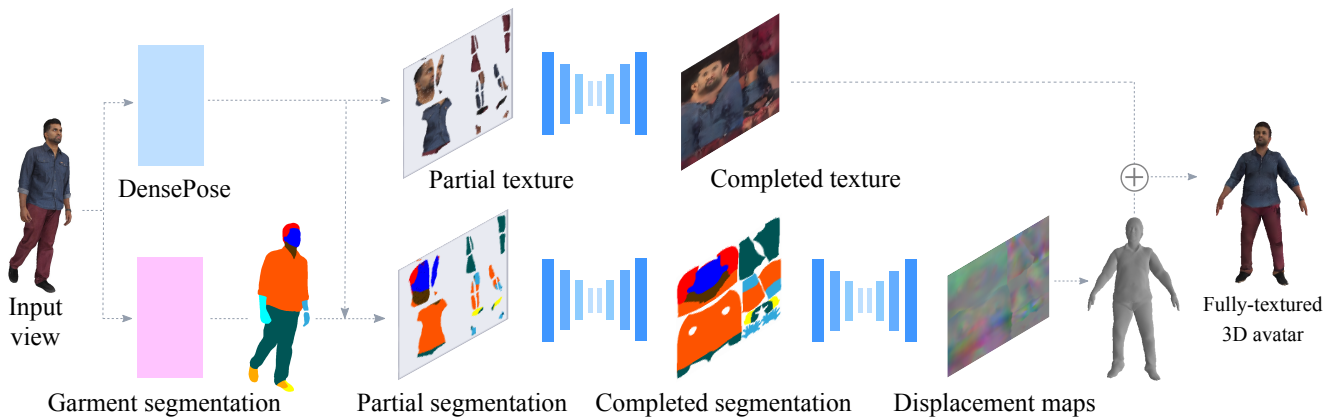 DensePose
Partial texture
Completed texture
Input
view
Fully-textured
3D avatar
Garment segmentation
Partial segmentation
Completed segmentation
Displacement maps